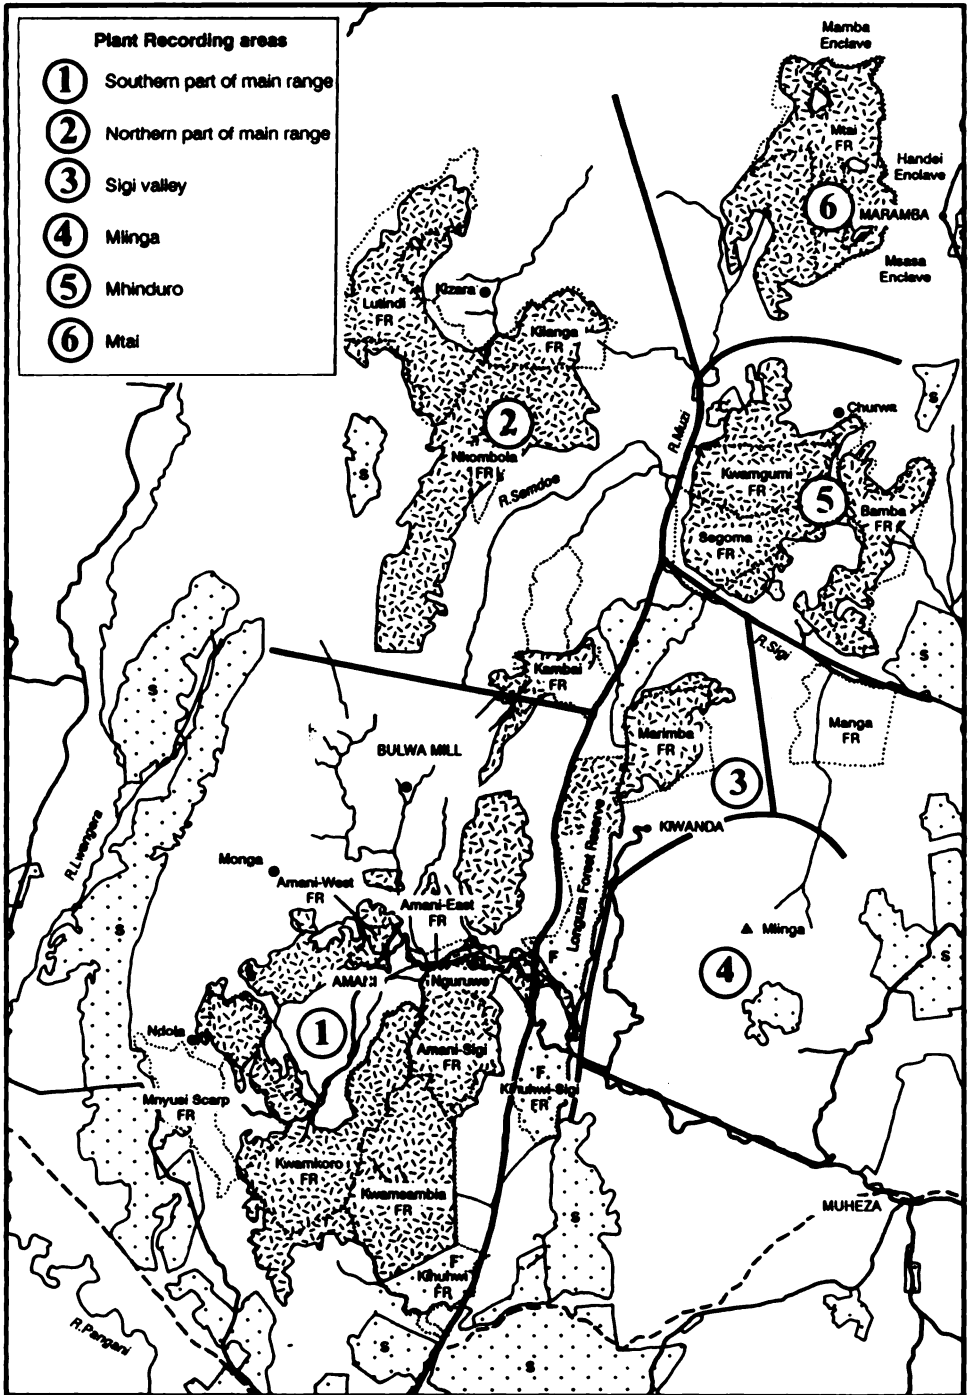 Plant Recording areas
1 Southern part of main range
2 Northern part of main range
3 Sigi valley
4 Mlinga
5 Mhinduro
6 Mtai
Mamba
Enclave
Mtai
FR
Handei
Enclave
6
MARAMBA
Msasa
Enclave
Kizara
Lutindi
FR
Kilanga
FR
2
Nkombola
FR
R.Semdoe
R.Muzi
S
S
Churwa
Kwamgumi
FR
5
Bamba
FR
Segoma
FR
R.Sigi
S
S
Kambai
FR
Marimba
FR
Manga
FR
3
BULWA MILL
KIWANDA
R.Lwengera
Monga
Amani-West
FR
Amani-East
FR
Longuza Forest Reserve
Mlinga
S
S
F
4
AMANI
Nguruwe
1
Ndola
Amani-Sigi
FR
F
Kihuhwi-Sigi
FR
Mnyusi Scarp
FR
Kwamkoro
FR
Kwamsambia
FR
MUHEZA
S
F
Kihuhwi
FR
R.Pangani
S
S